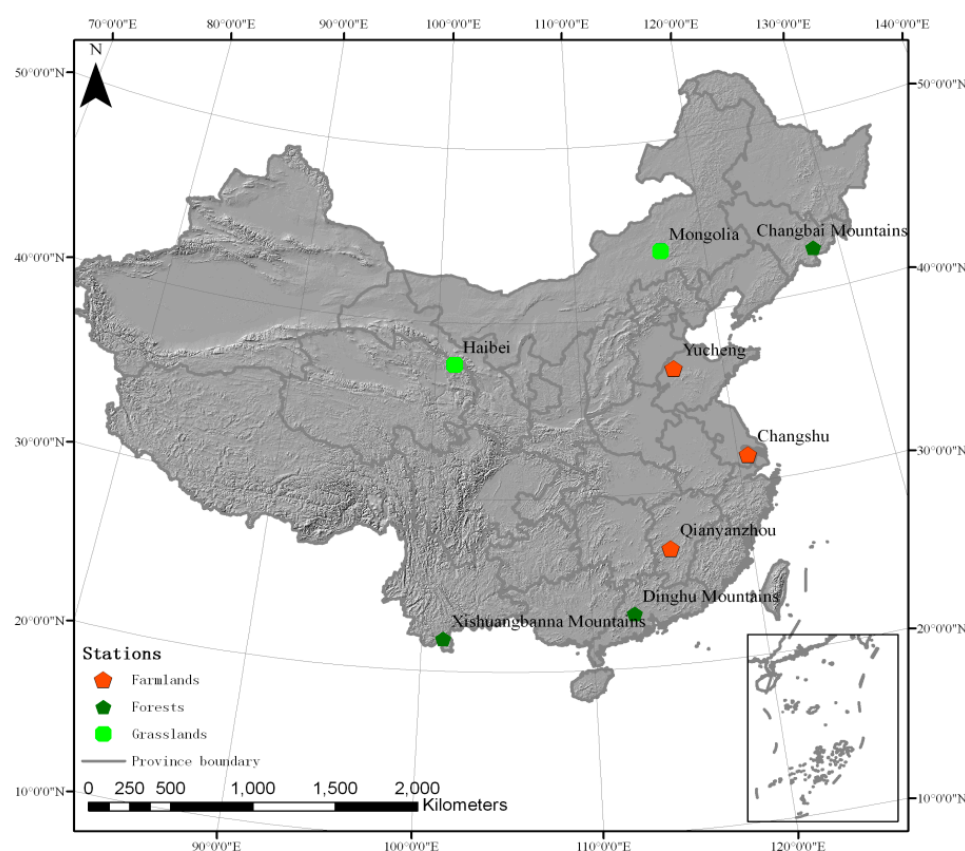 70°0'0"E 80°0'0"E 90°0'0"E 100°0'0"E 110°0'0"E 120°0'0"E 130°0'0"E 140°0'0"E
N
50°0'0"N
50°0'0"N
Mongolia
Changbai Mountains
40°0'0"N
40°0'0"N
Haibei
Yucheng
Changshu
30°0'0"N
30°0'0"N
Qianyanzhou
Dinghu Mountains
Xishuangbanna Mountains
20°0'0"N
20°0'0"N
Stations
Farmlands
Forests
Grasslands
Province boundary
0 250 500 1,000 1,500 2,000
Kilometers
10°0'0"N
10°0'0"N
90°0'0"E 100°0'0"E 110°0'0"E 120°0'0"E